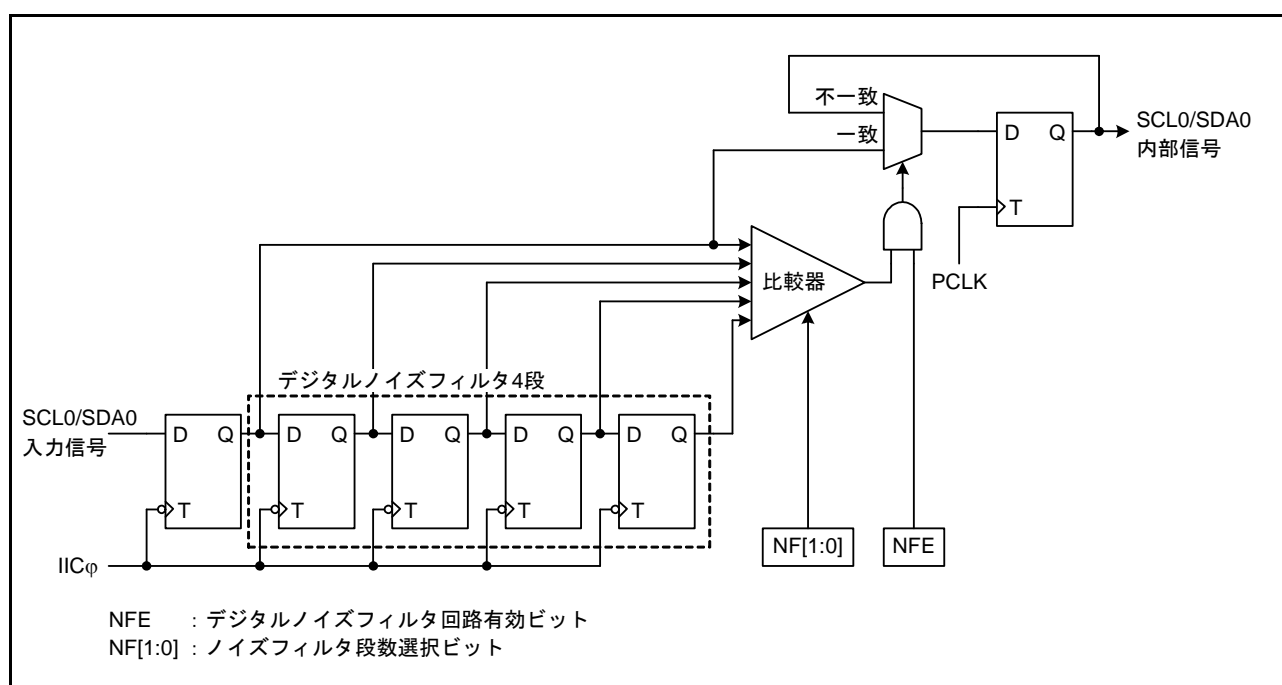 不一致
一致
D Q
T
SCL0/SDA0
内部信号
PCLK
比較器
デジタルノイズフィルタ4段
SCL0/SDA0
入力信号
D Q
T
D Q
T
D Q
T
D Q
T
D Q
T
NF[1:0]
NFE
IICφ
NFE :デジタルノイズフィルタ回路有効ビット
NF[1:0] :ノイズフィルタ段数選択ビット